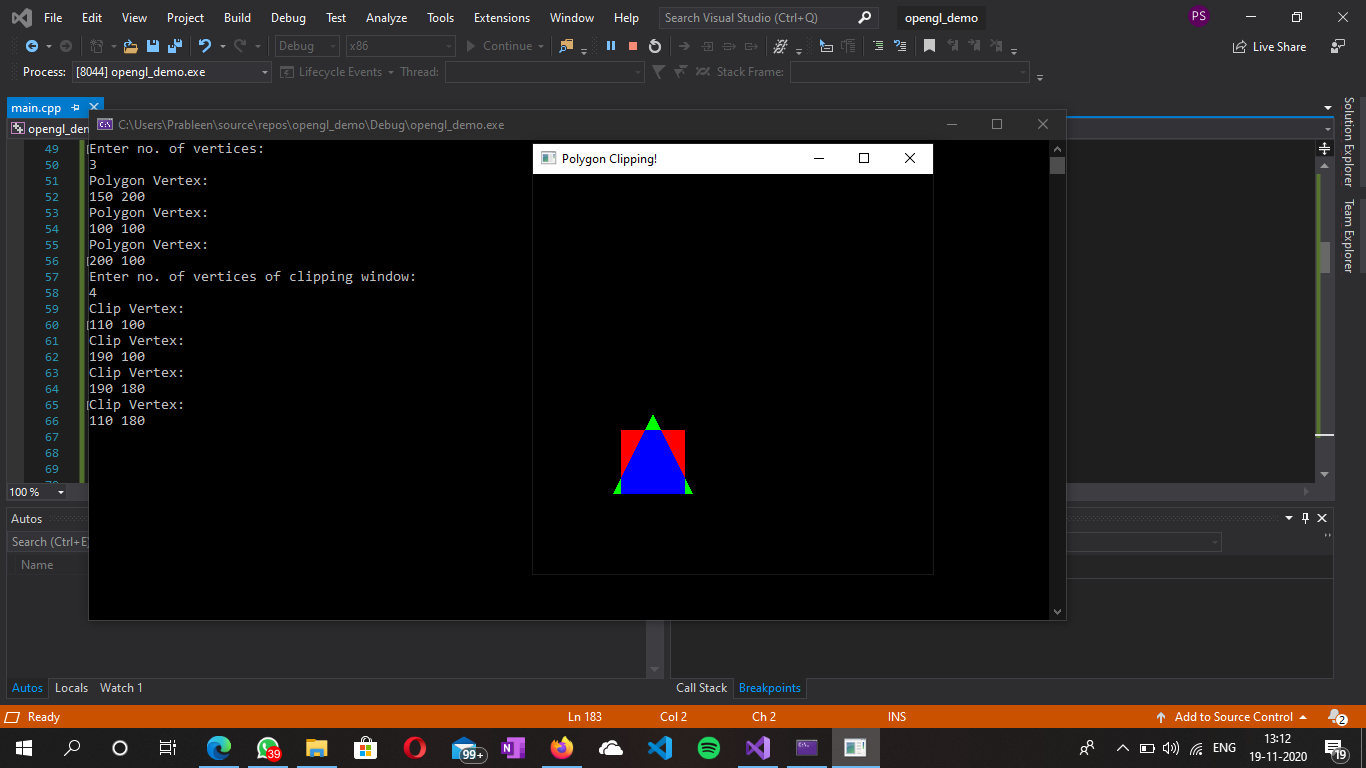 File Edit View Project Build Debug Test Analyze Tools Extensions Window Help Search Visual Studio (Ctrl+Q) opengl_demo PS
Debug x86 Continue Live Share
Process: [8044] opengl_demo.exe Lifecycle Events Thread: Stack Frame:
main.cpp
C:\Users\Prableen\source\repos\opengl_demo\Debug\opengl_demo.exe
49 Enter no. of vertices:
50 3
51 Polygon Vertex:
52 150 200
53 Polygon Vertex:
54 100 100
55 Polygon Vertex:
56 200 100
57 Enter no. of vertices of clipping window:
58 4
59 Clip Vertex:
60 110 100
61 Clip Vertex:
62 190 100
63 Clip Vertex:
64 190 180
65 Clip Vertex:
66 110 180
67
68
69
Polygon Clipping!
Solution Explorer
Team Explorer
100 %
Autos
Search (Ctrl+E)
Name
Autos Locals Watch 1
Call Stack Breakpoints
Ready Ln 183 Col 2 Ch 2 INS Add to Source Control 2
39 99+ ENG 13:12
19-11-2020 19